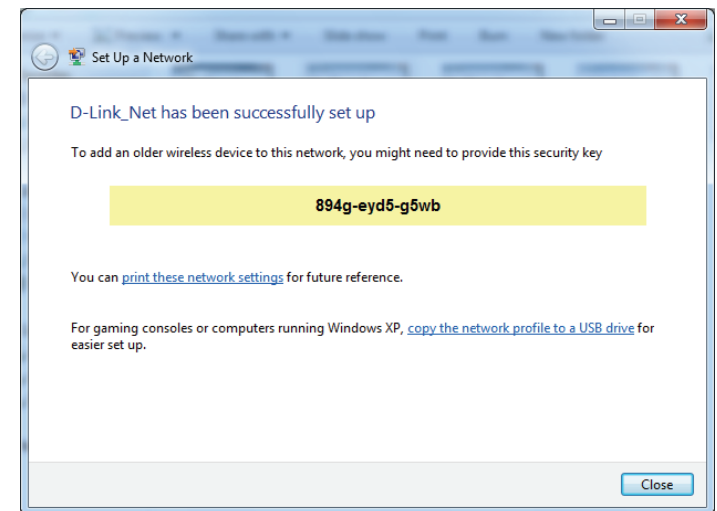 Set Up a Network
D-Link_Net has been successfully set up
To add an older wireless device to this network, you might need to provide this security key
894g-eyd5-g5wb
You can print these network settings for future reference.
For gaming consoles or computers running Windows XP, copy the network profile to a USB drive for
easier set up.
Close